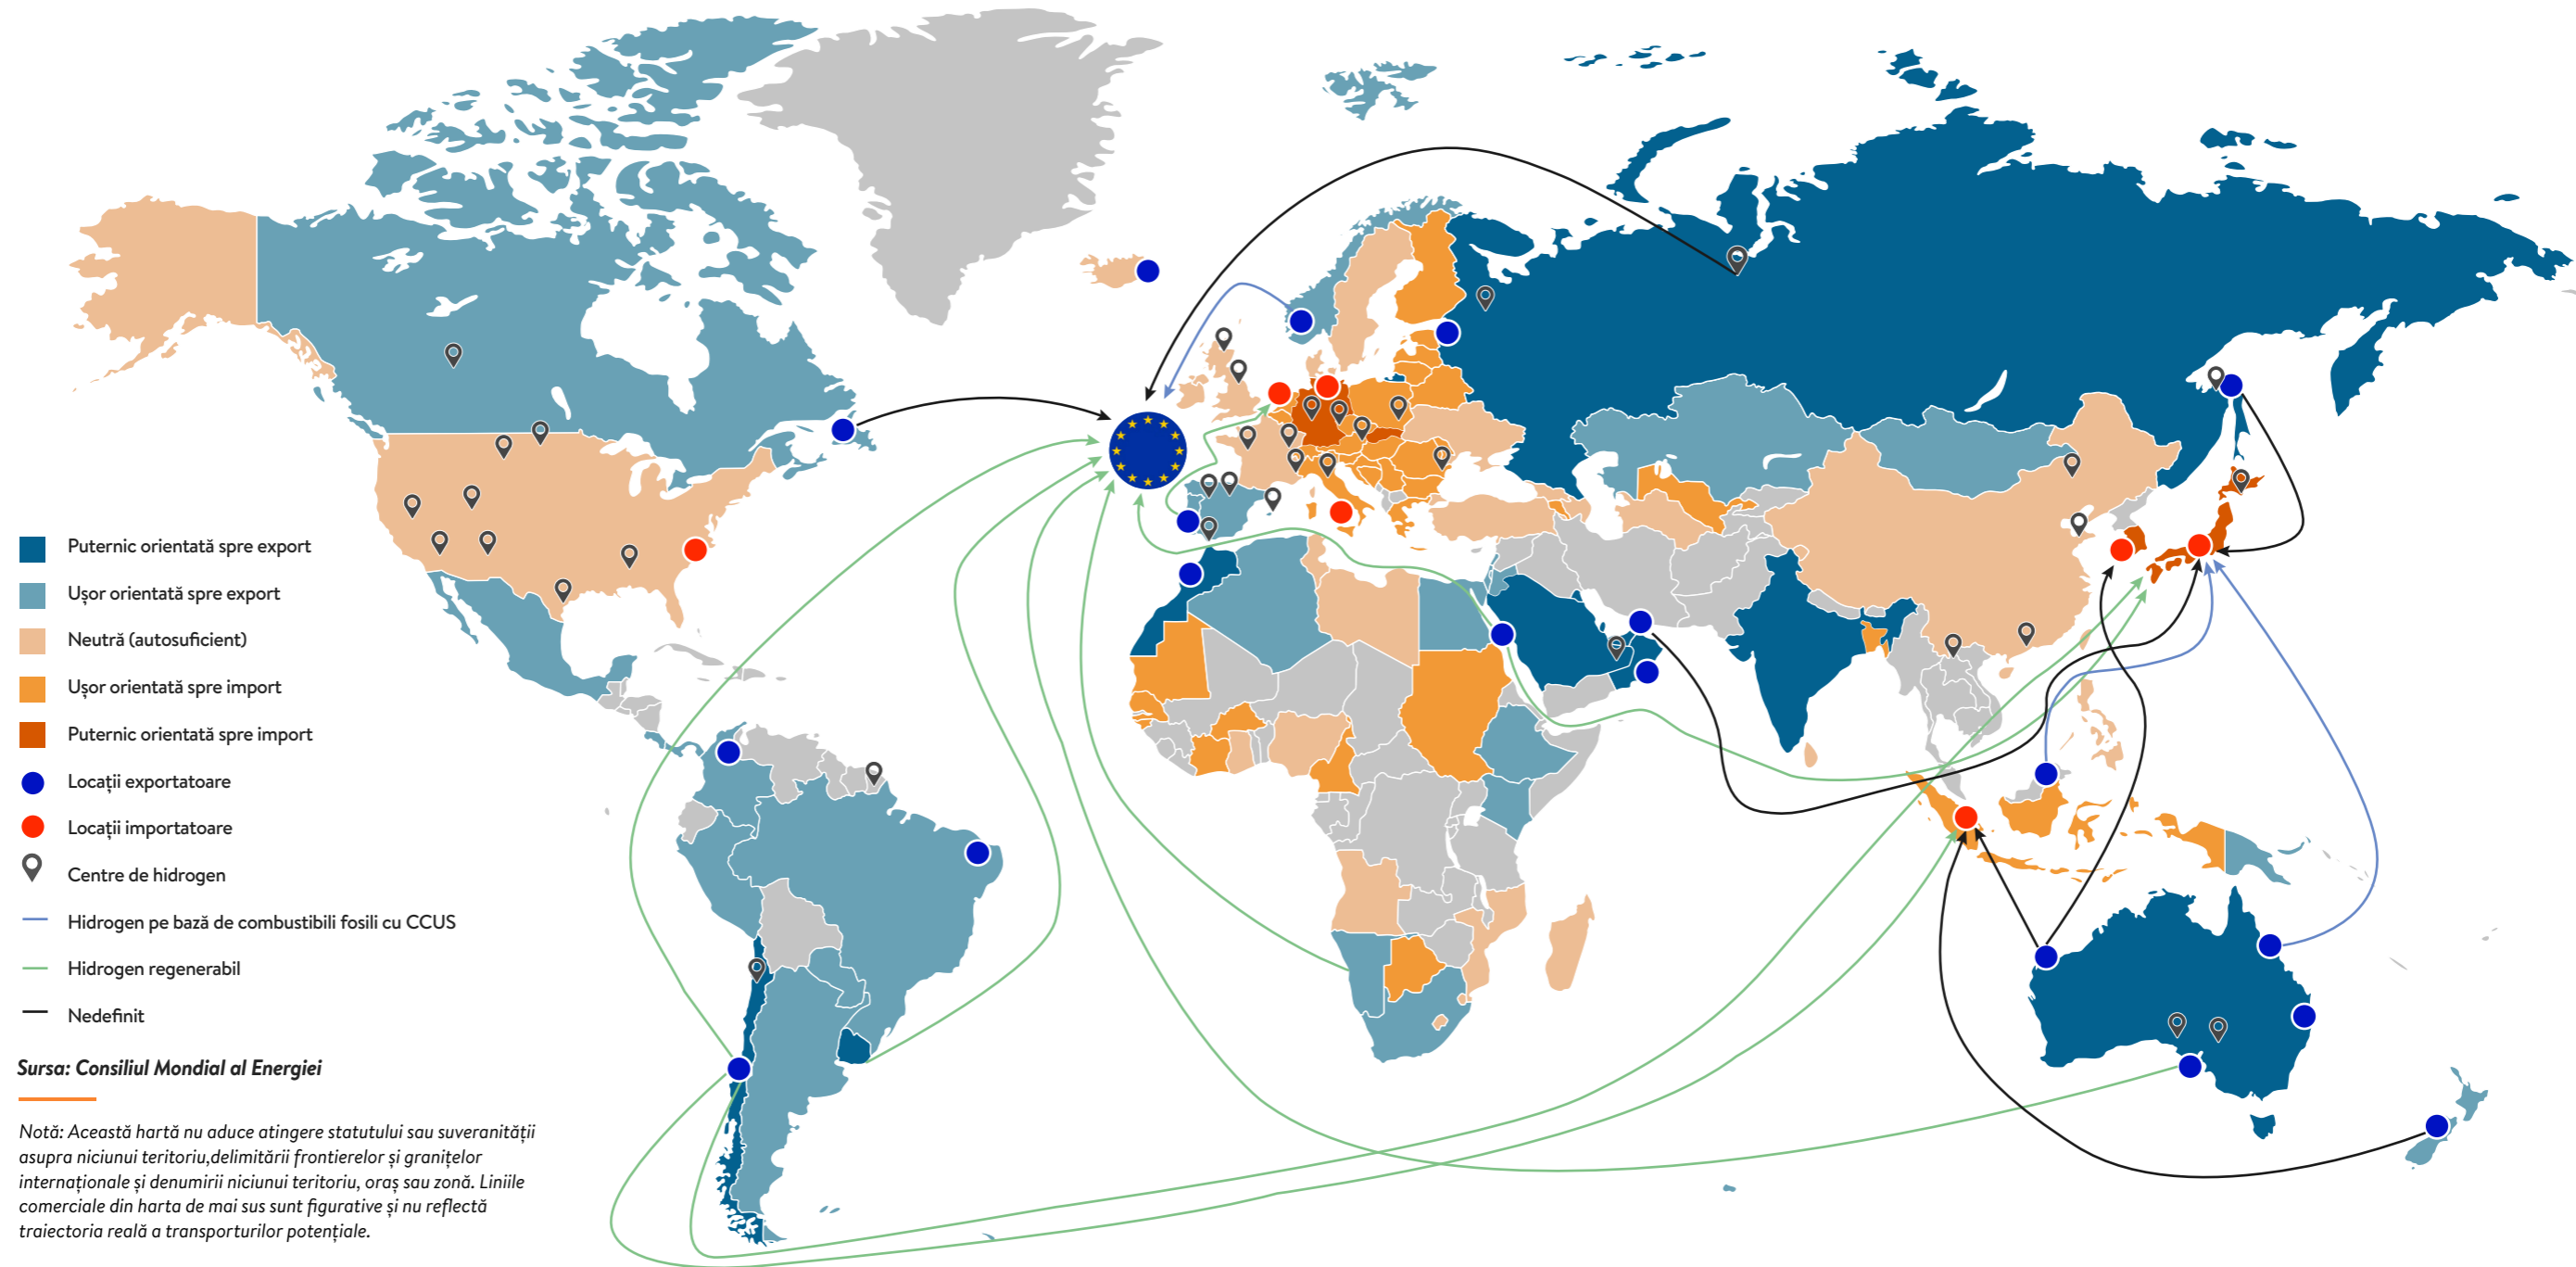 Puternic orientată spre export
Ușor orientată spre export
Neutră (autosuficient)
Ușor orientată spre import
Puternic orientată spre import
Locații exportatoare
Locații importatoare
Centre de hidrogen
Hidrogen pe bază de combustibili fosili cu CCUS
Hidrogen regenerabil
Nedefinit
Sursa: Consiliul Mondial al Energiei
Notă: Această hartă nu aduce atingere statutului sau suveranității
asupra niciunui teritoriu,delimitării frontierelor și granițelor
internaționale și denumirii niciunui teritoriu, oraș sau zonă. Liniile
comerciale din harta de mai sus sunt figurative și nu reflectă
traiectoria reală a transporturilor potențiale.